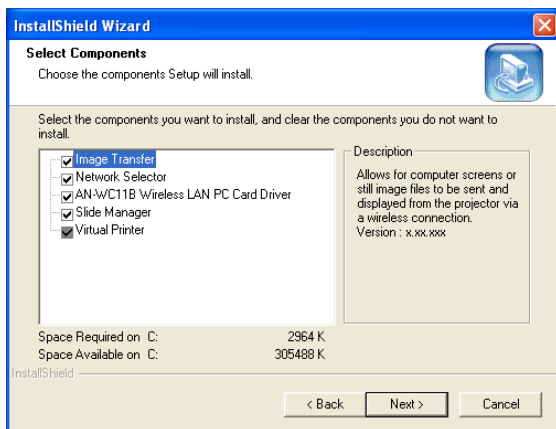 InstallShield Wizard
Select Components
Choose the components Setup will install.
Select the components you want to install, and clear the components you do not want to
install.
Image Transfer
Network Selector
AN-WC11B Wireless LAN PC Card Driver
Slide Manager
Virtual Printer
Description
Allows for computer screens or
still image files to be sent and
displayed from the projector via
a wireless connection.
Version : x.xx.xxx
Space Required on C: 2964 K
Space Available on C: 305488 K
InstallShield
< Back Next > Cancel